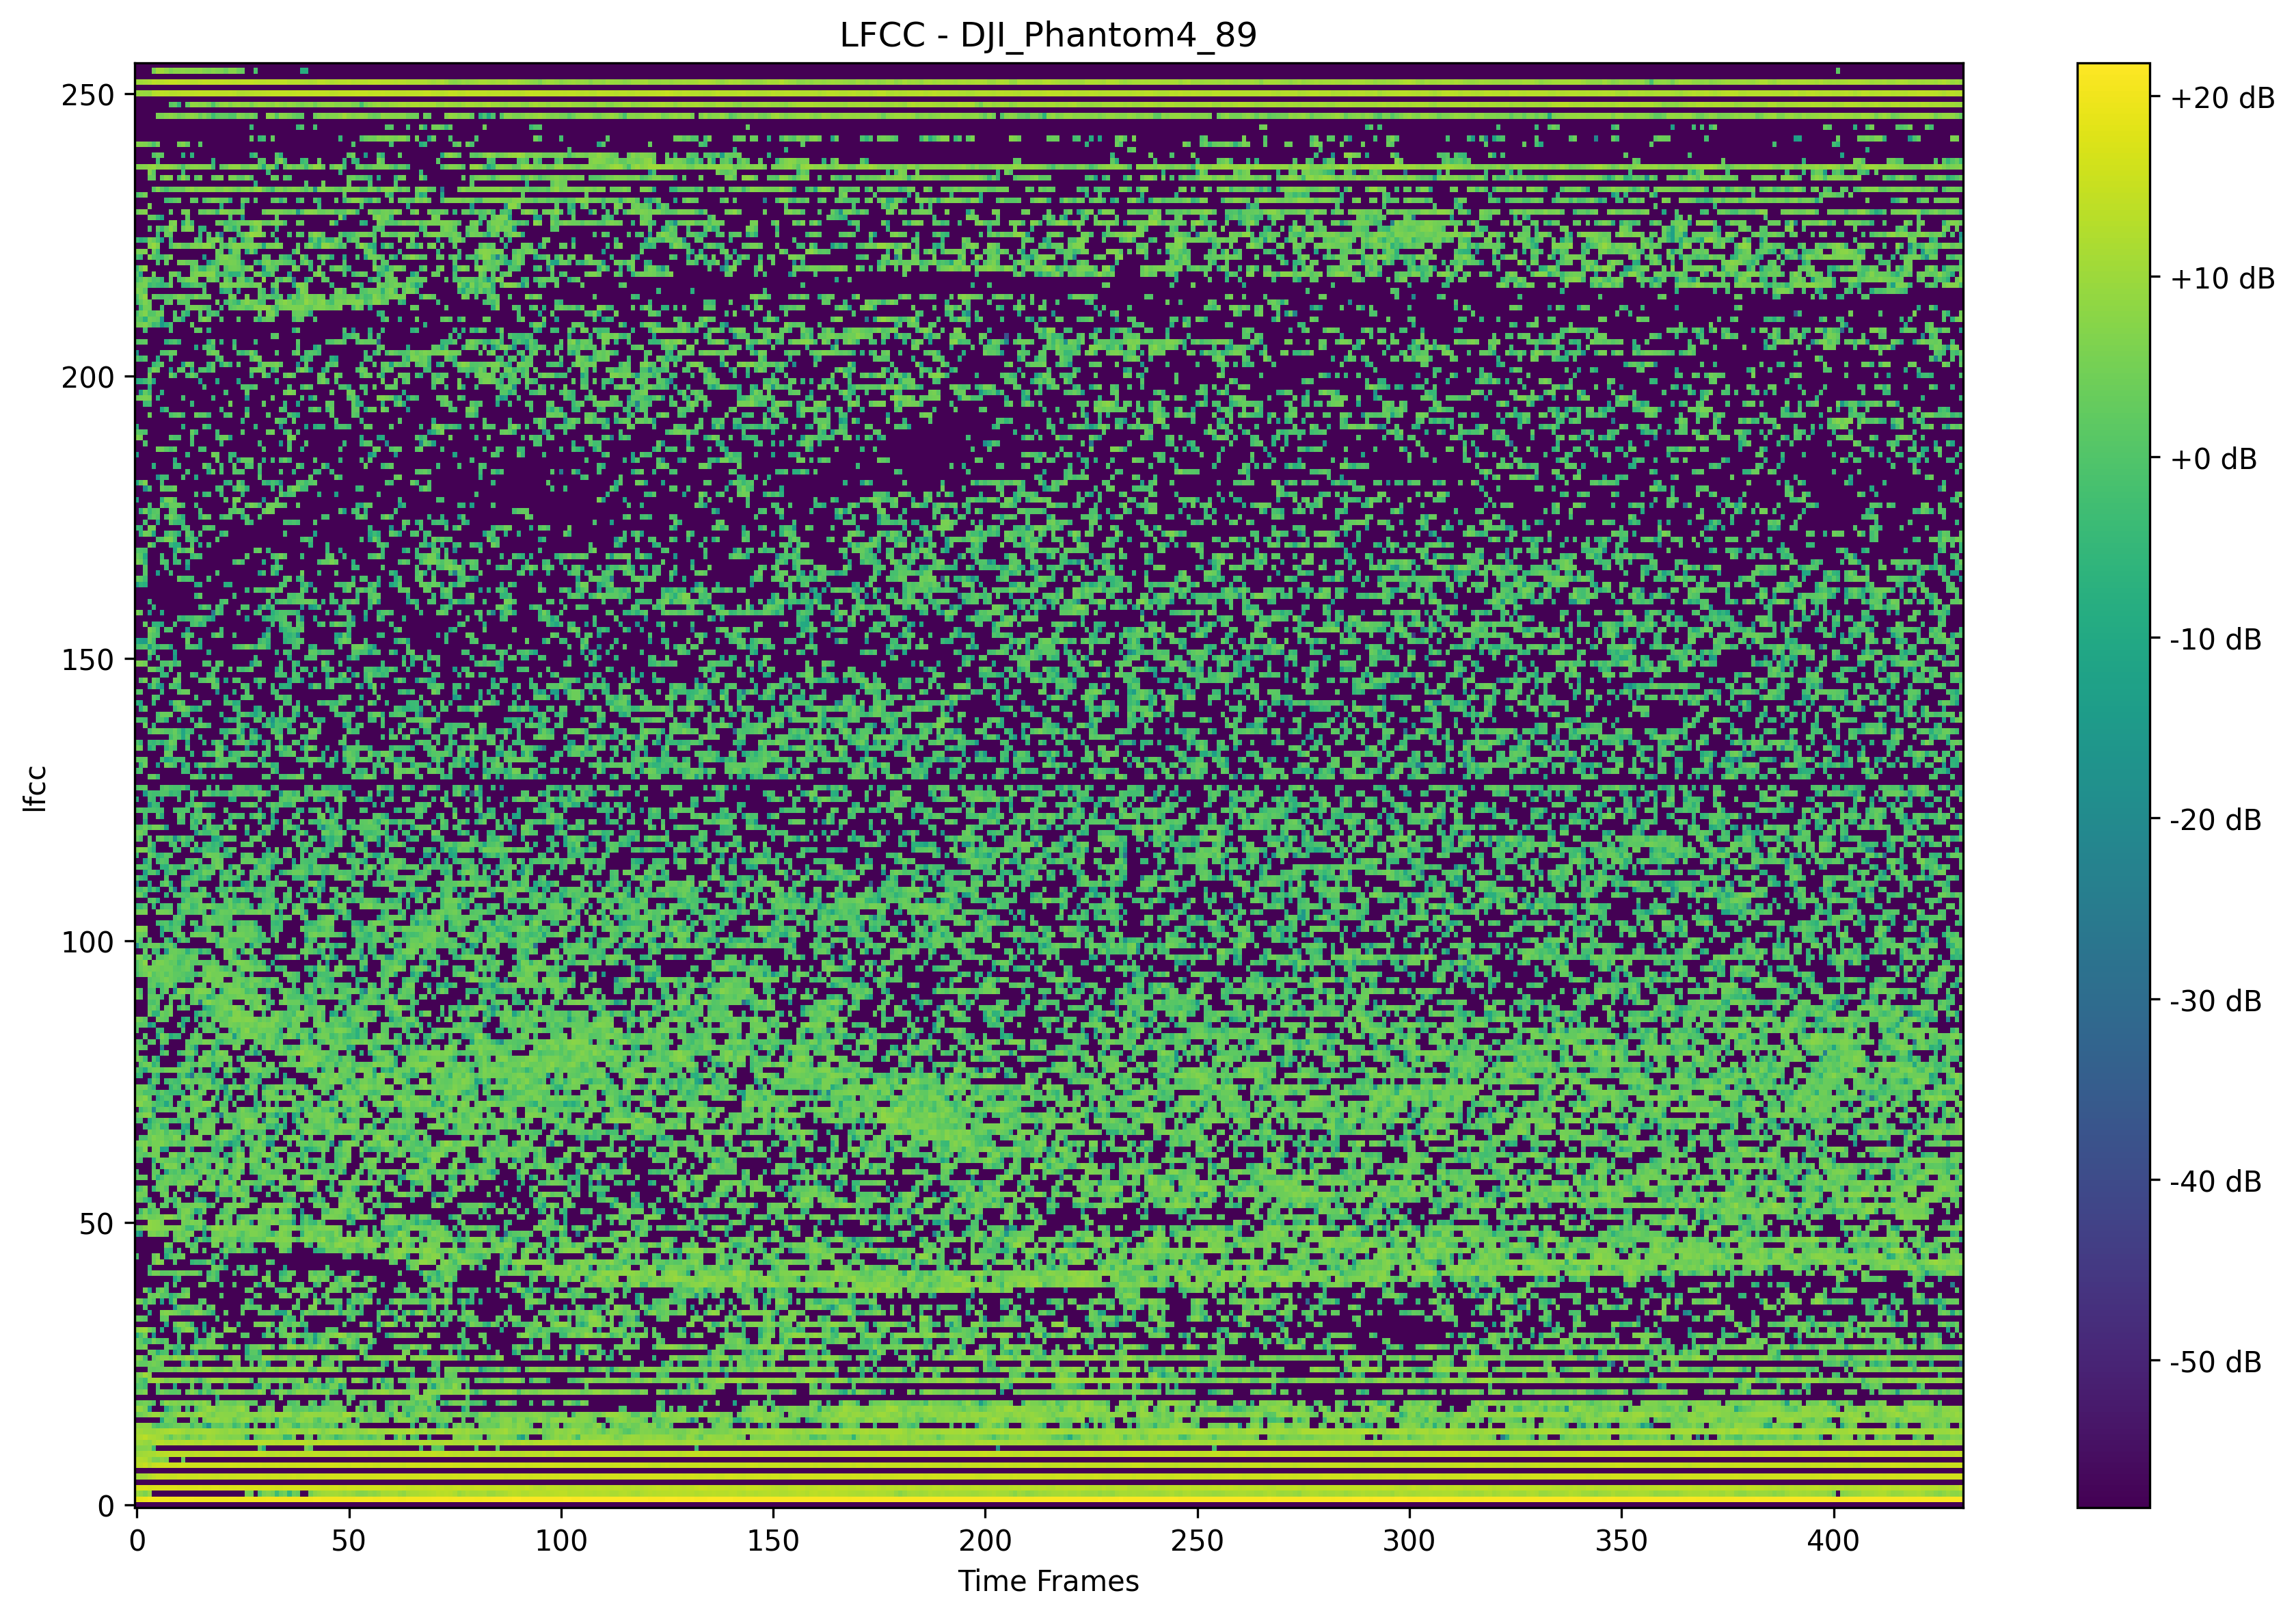 LFCC - DJI_Phantom4_89
250
200
150
100
50
0
lfcc
0 50 100 150 200 250 300 350 400
Time Frames
+20 dB
+10 dB
+0 dB
-10 dB
-20 dB
-30 dB
-40 dB
-50 dB